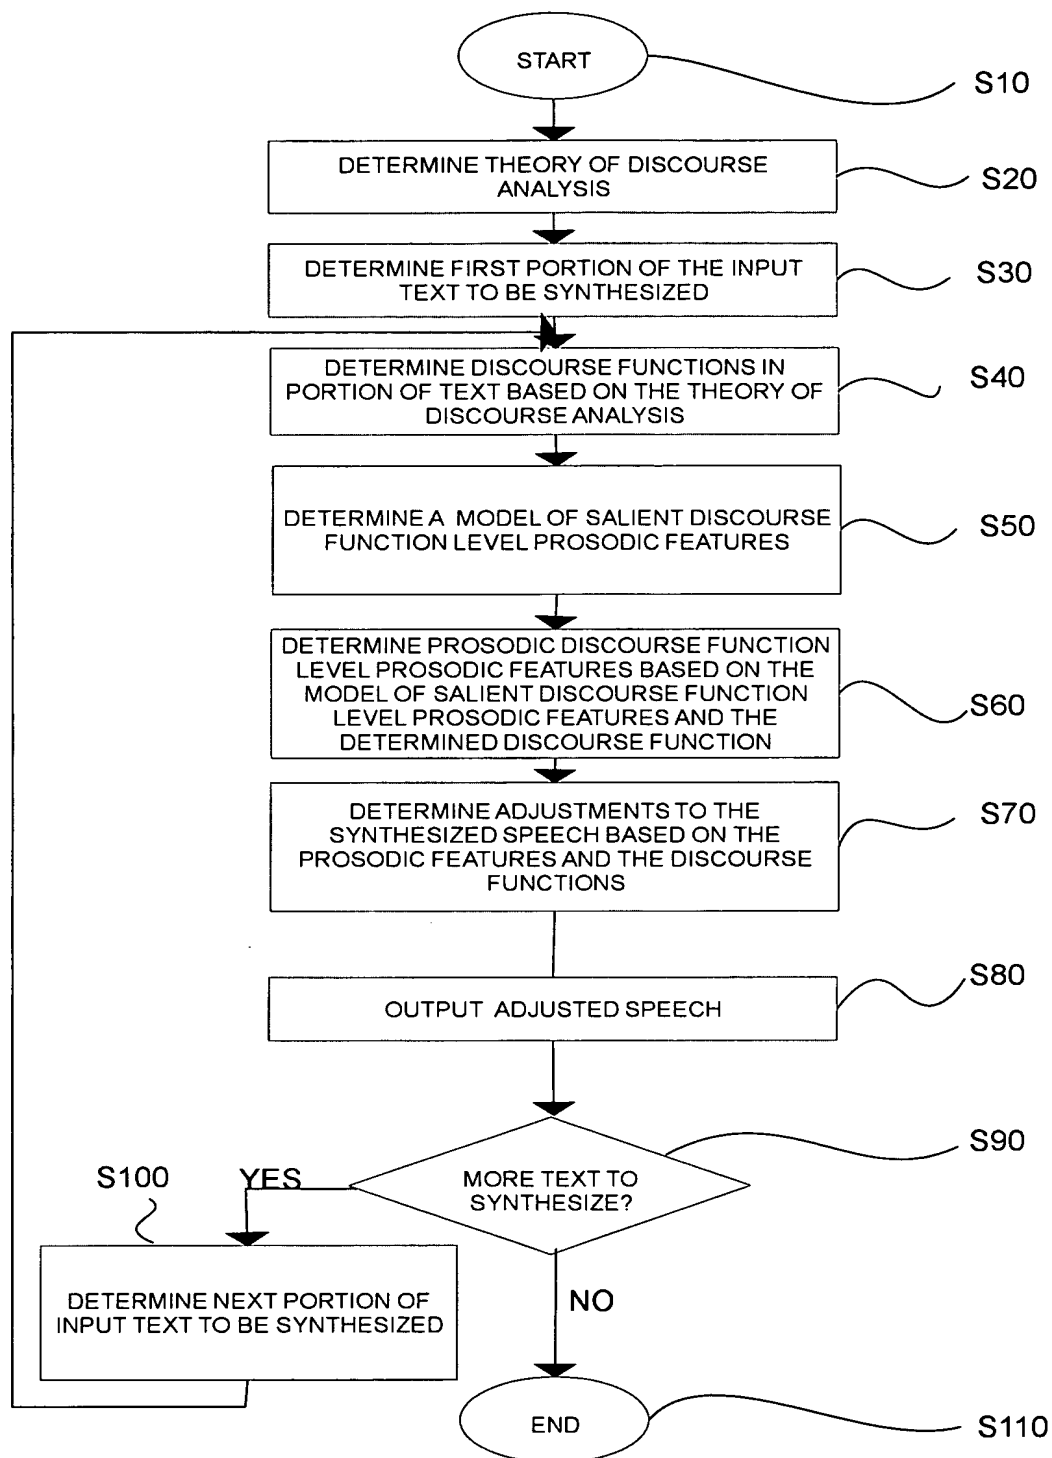 START
S10
DETERMINE THEORY OF DISCOURSE
ANALYSIS
S20
DETERMINE FIRST PORTION OF THE INPUT
TEXT TO BE SYNTHESIZED
S30
DETERMINE DISCOURSE FUNCTIONS IN
PORTION OF TEXT BASED ON THE THEORY OF
DISCOURSE ANALYSIS
S40
DETERMINE A MODEL OF SALIENT DISCOURSE
FUNCTION LEVEL PROSODIC FEATURES
S50
DETERMINE PROSODIC DISCOURSE FUNCTION
LEVEL PROSODIC FEATURES BASED ON THE
MODEL OF SALIENT DISCOURSE FUNCTION
LEVEL PROSODIC FEATURES AND THE
DETERMINED DISCOURSE FUNCTION
S60
DETERMINE ADJUSTMENTS TO THE
SYNTHESIZED SPEECH BASED ON THE
PROSODIC FEATURES AND THE DISCOURSE
FUNCTIONS
S70
OUTPUT ADJUSTED SPEECH
S80
MORE TEXT TO
SYNTHESIZE?
S90
YES
S100
DETERMINE NEXT PORTION OF
INPUT TEXT TO BE SYNTHESIZED
NO
END
S110